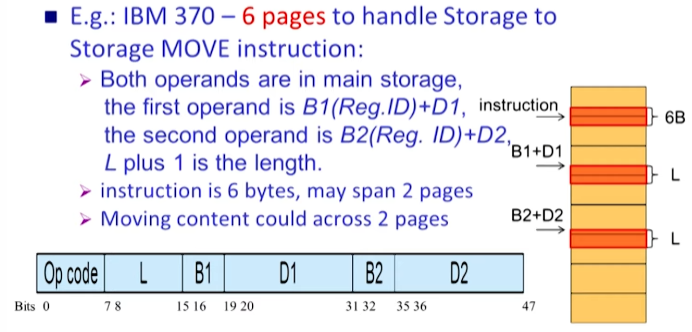 E.g.: IBM 370 – 6 pages to handle Storage to
Storage MOVE instruction:
Both operands are in main storage,
the first operand is B1(Reg.ID)+D1,
the second operand is B2(Reg. ID)+D2,
L plus 1 is the length.
instruction is 6 bytes, may span 2 pages
Moving content could across 2 pages
instruction
6B
B1+D1
L
B2+D2
L
Op code L B1 D1 B2 D2
Bits 0 7 8 15 16 19 20 31 32 35 36 47